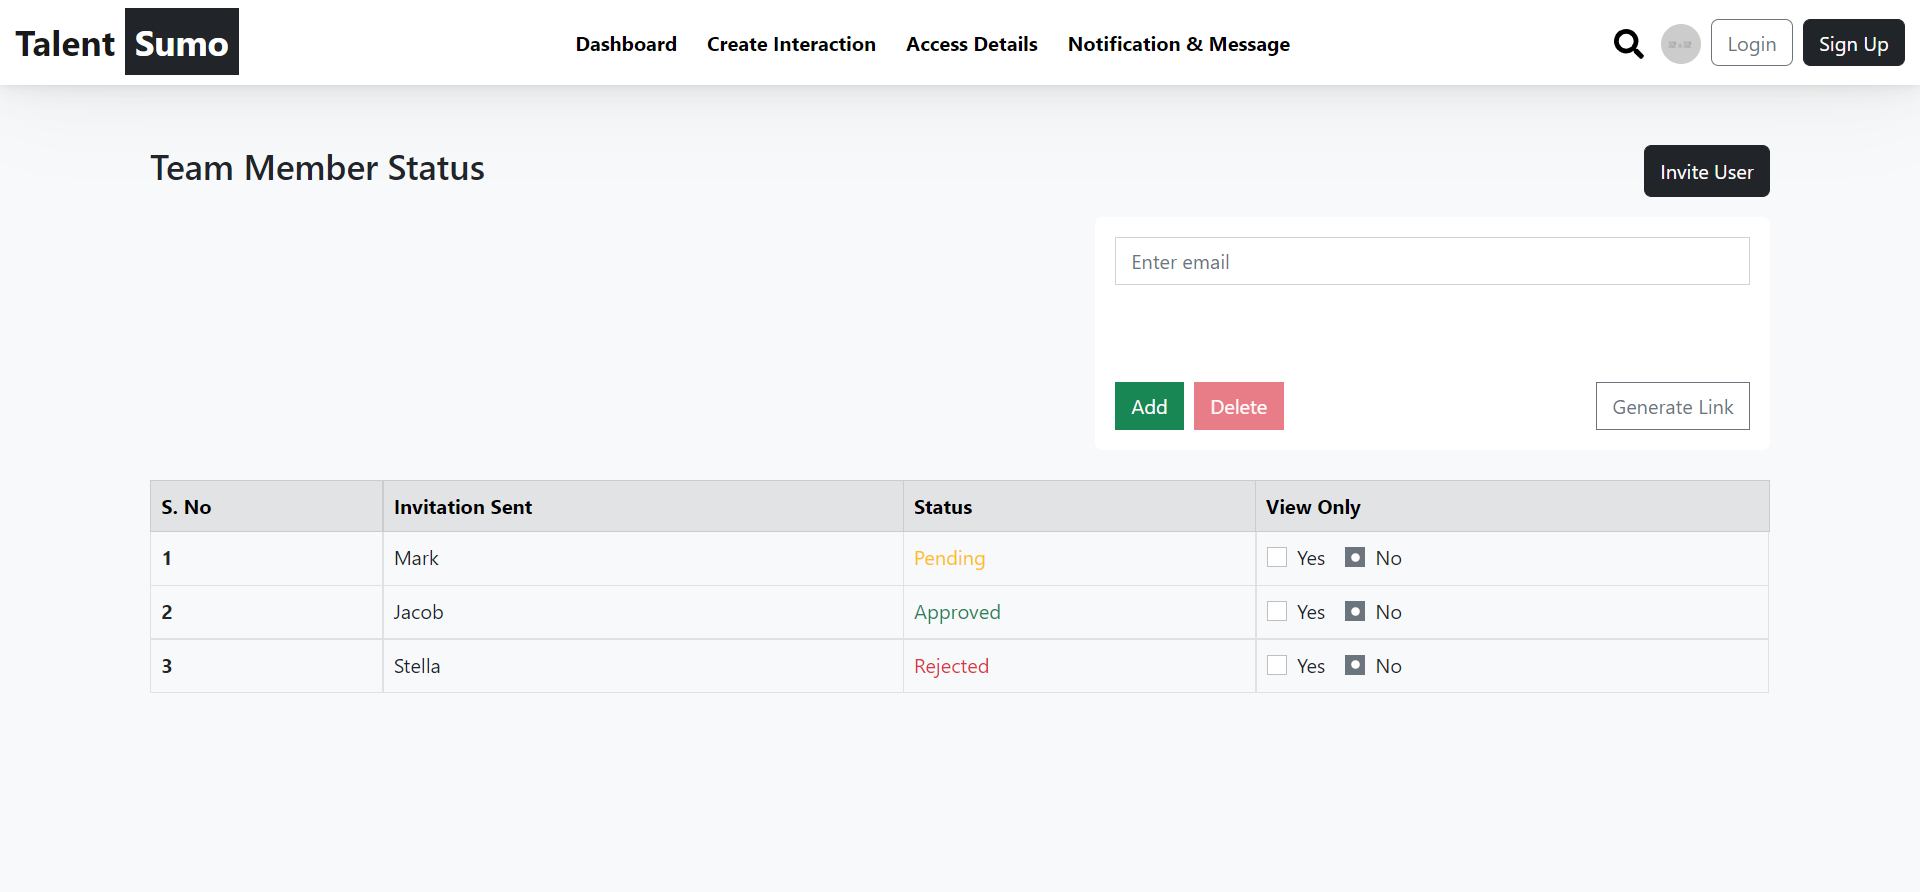 Talent Sumo Dashboard Create Interaction Access Details Notification & Message Login Sign Up
Team Member Status Invite User
Enter email
Add Delete Generate Link
S. No Invitation Sent Status View Only
1 Mark Pending Yes No
2 Jacob Approved Yes No
3 Stella Rejected Yes No